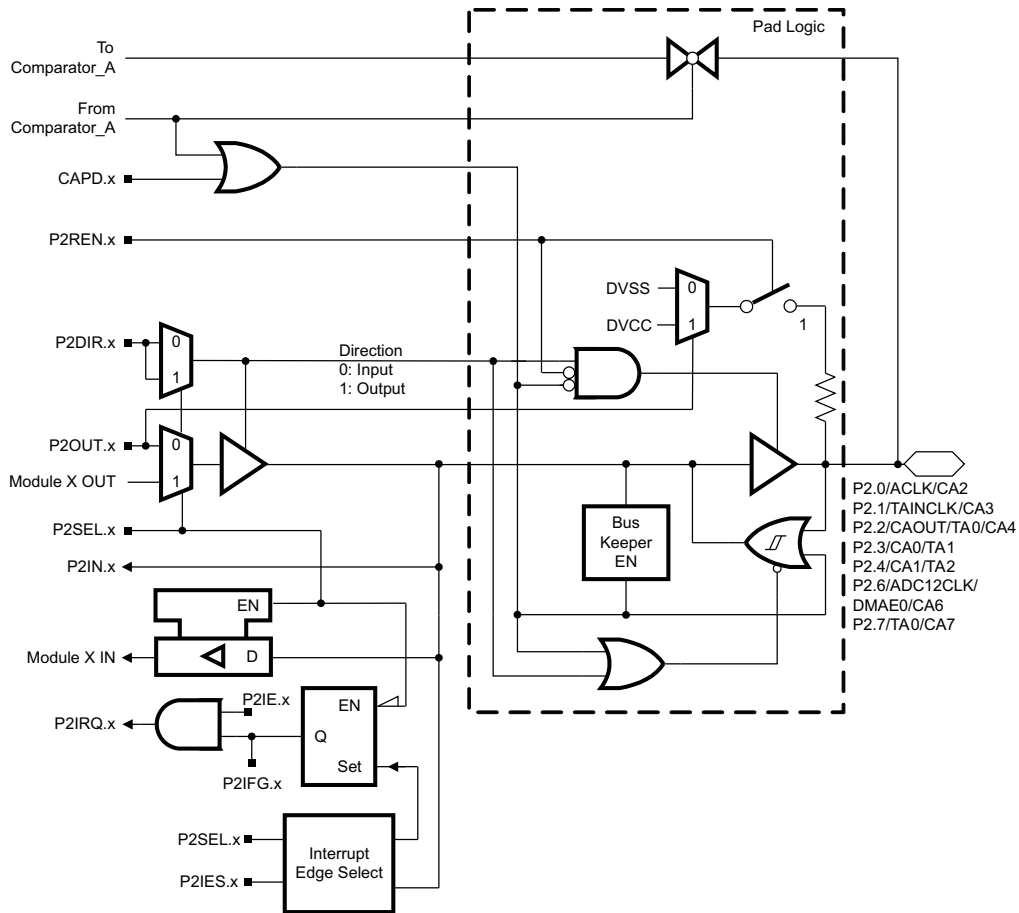 Pad Logic
To
Comparator_A
From
Comparator_A
CAPD.x
P2REN.x
DVSS
0
DVCC
1
1
P2DIR.x
0
1
Direction
0: Input
1: Output
P2OUT.x
0
Module X OUT
1
P2SEL.x
P2IN.x
Bus
Keeper
EN
P2.0/ACLK/CA2
P2.1/TAINCLK/CA3
P2.2/CAOUT/TA0/CA4
P2.3/CA0/TA1
P2.4/CA1/TA2
P2.6/ADC12CLK/
DMAE0/CA6
P2.7/TA0/CA7
EN
Module X IN
D
P2IE.x
EN
P2IRQ.x
Q
Set
P2IFG.x
P2SEL.x
Interrupt
Edge Select
P2IES.x